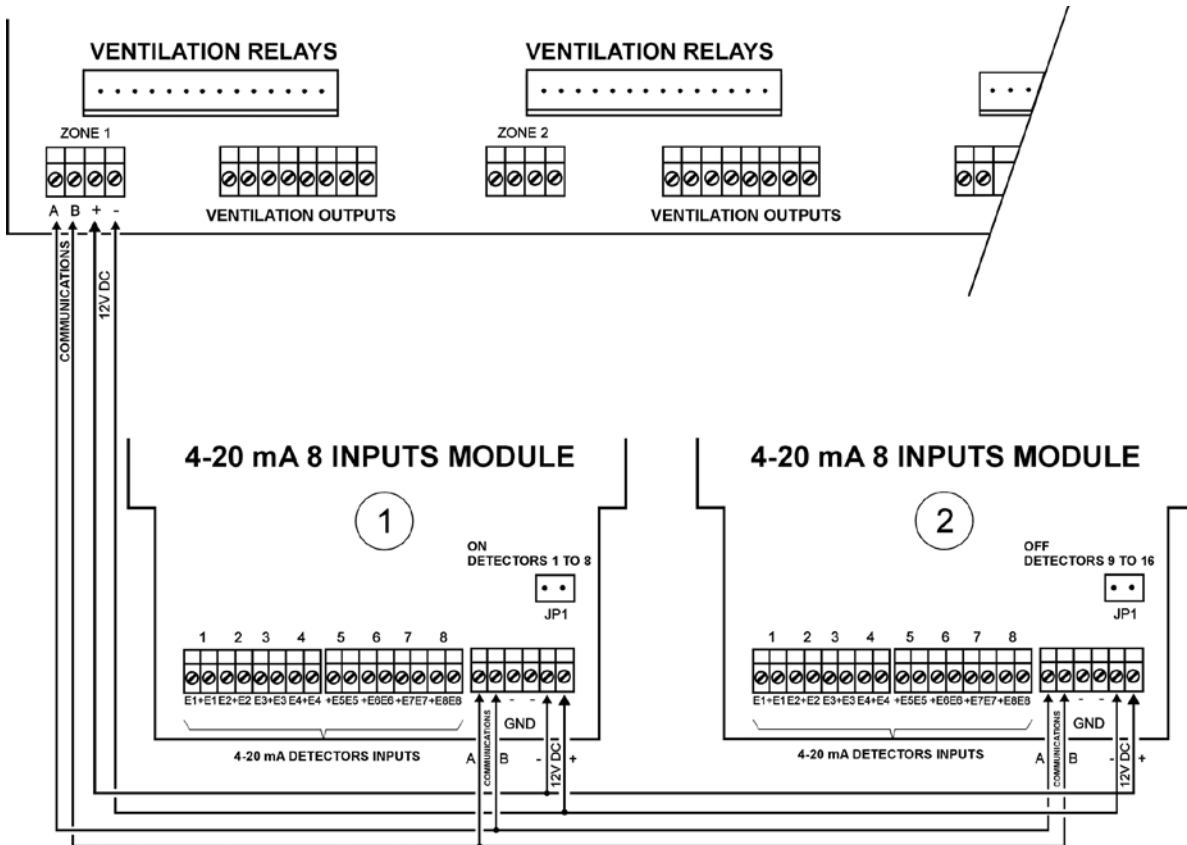 VENTILATION RELAYS
VENTILATION RELAYS
ZONE 1
ZONE 2
VENTILATION OUTPUTS
VENTILATION OUTPUTS
A B + -
COMMUNICATIONS
12V DC
4-20 mA 8 INPUTS MODULE
1
ON
DETECTORS 1 TO 8
JP1
1 2 3 4 5 6 7 8
E1+E1 E2+E2 E3+E3 E4+E4 +E5E5 +E6E6 +E7E7 +E8E8
- -
GND
4-20 mA DETECTORS INPUTS
A
COMMUNICATIONS
B
-
12V DC
+
4-20 mA 8 INPUTS MODULE
2
OFF
DETECTORS 9 TO 16
JP1
1 2 3 4 5 6 7 8
E1+E1 E2+E2 E3+E3 E4+E4 +E5E5 +E6E6 +E7E7 +E8E8
- -
GND
4-20 mA DETECTORS INPUTS
A
COMMUNICATIONS
B
-
12V DC
+